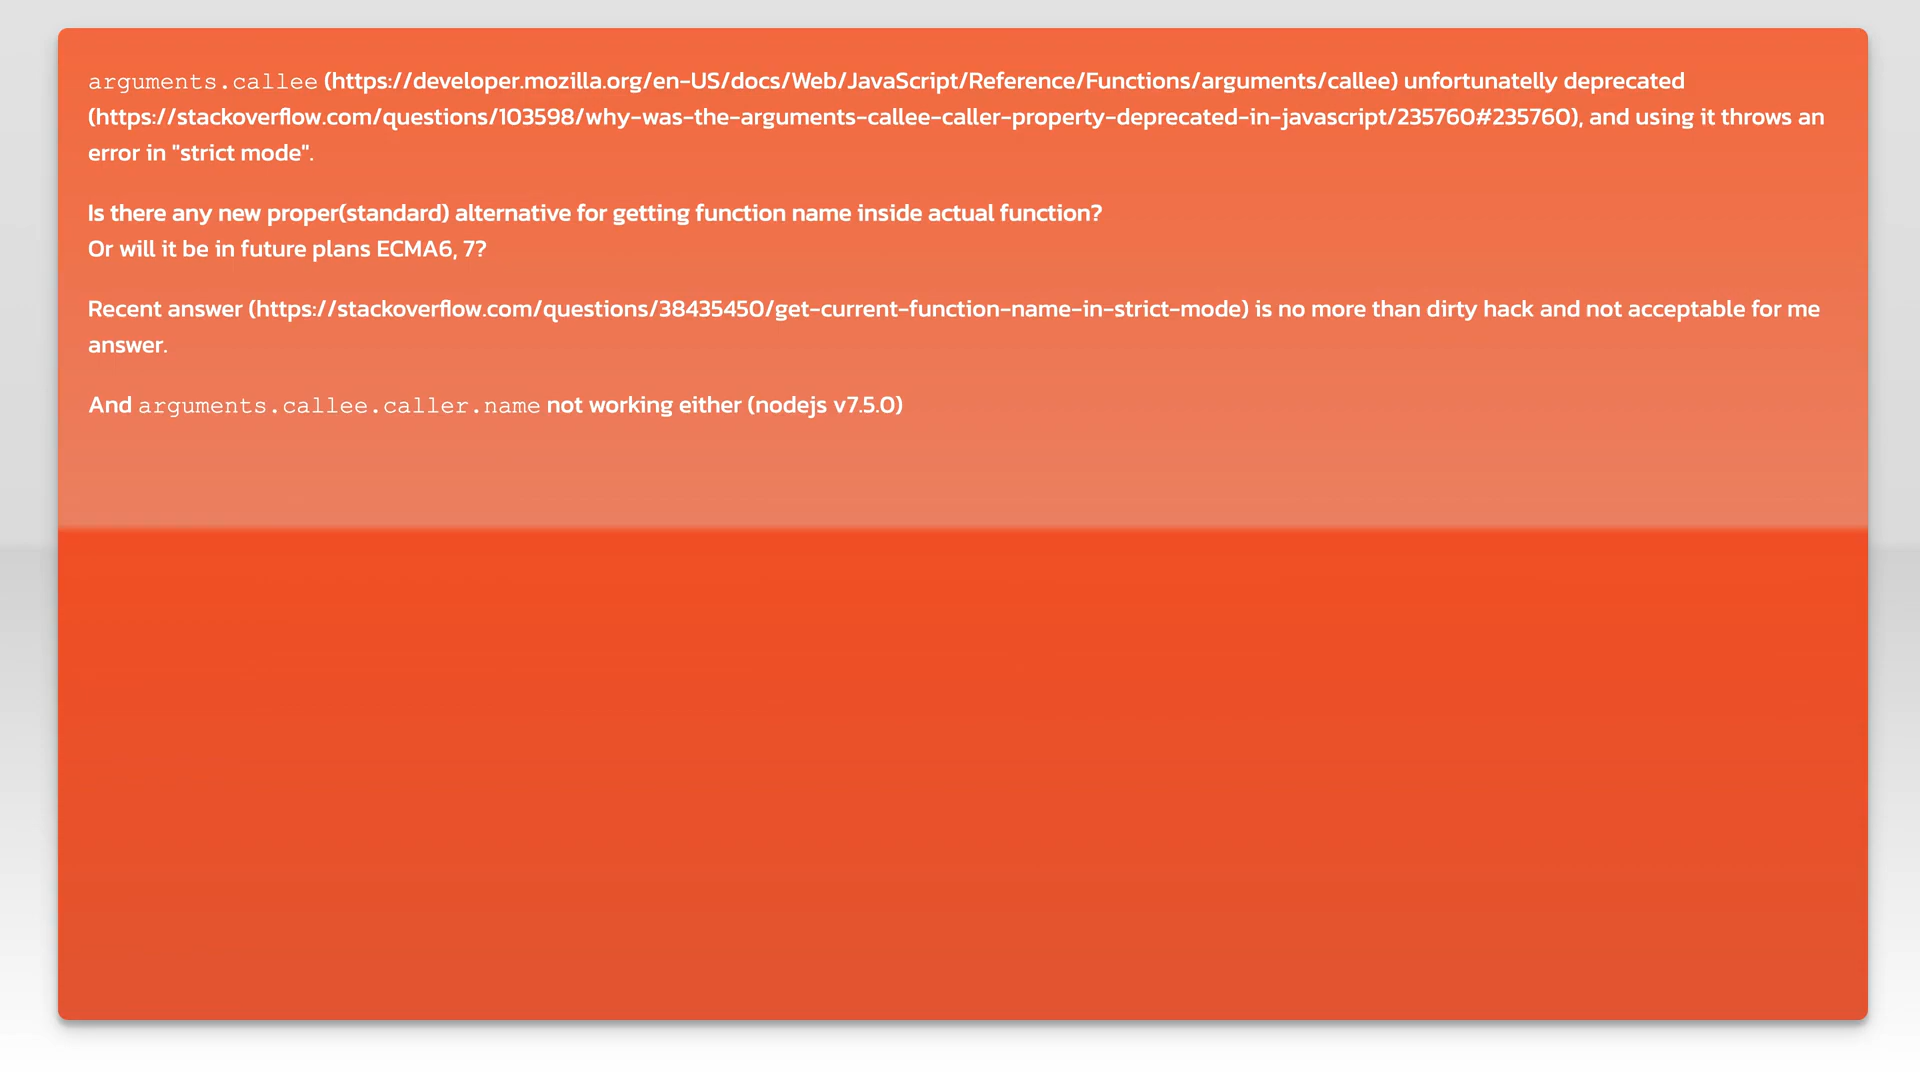 arguments.callee (https://developer.mozilla.org/en-US/docs/Web/JavaScript/Reference/Functions/arguments/callee) unfortunatelly deprecated
(https://stackoverflow.com/questions/103598/why-was-the-arguments-callee-caller-property-deprecated-in-javascript/235760#235760), and using it throws an
error in "strict mode".
Is there any new proper(standard) alternative for getting function name inside actual function?
Or will it be in future plans ECMA6, 7?
Recent answer (https://stackoverflow.com/questions/38435450/get-current-function-name-in-strict-mode) is no more than dirty hack and not acceptable for me
answer.
And arguments.callee.caller.name not working either (nodejs v7.5.0)